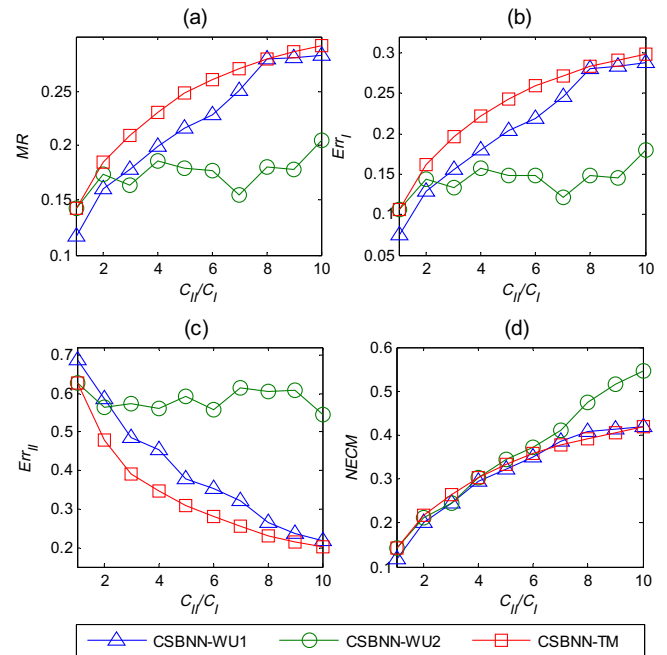 (a)
MR
0.25
0.2
0.15
0.1
2 4 6 8 10
C_II/C_I
(b)
Err_I
0.3
0.25
0.2
0.15
0.1
0.05
2 4 6 8 10
C_II/C_I
(c)
Err_II
0.7
0.6
0.5
0.4
0.3
0.2
2 4 6 8 10
C_II/C_I
(d)
NECM
0.6
0.5
0.4
0.3
0.2
0.1
2 4 6 8 10
C_II/C_I
CSBNN-WU1 CSBNN-WU2 CSBNN-TM